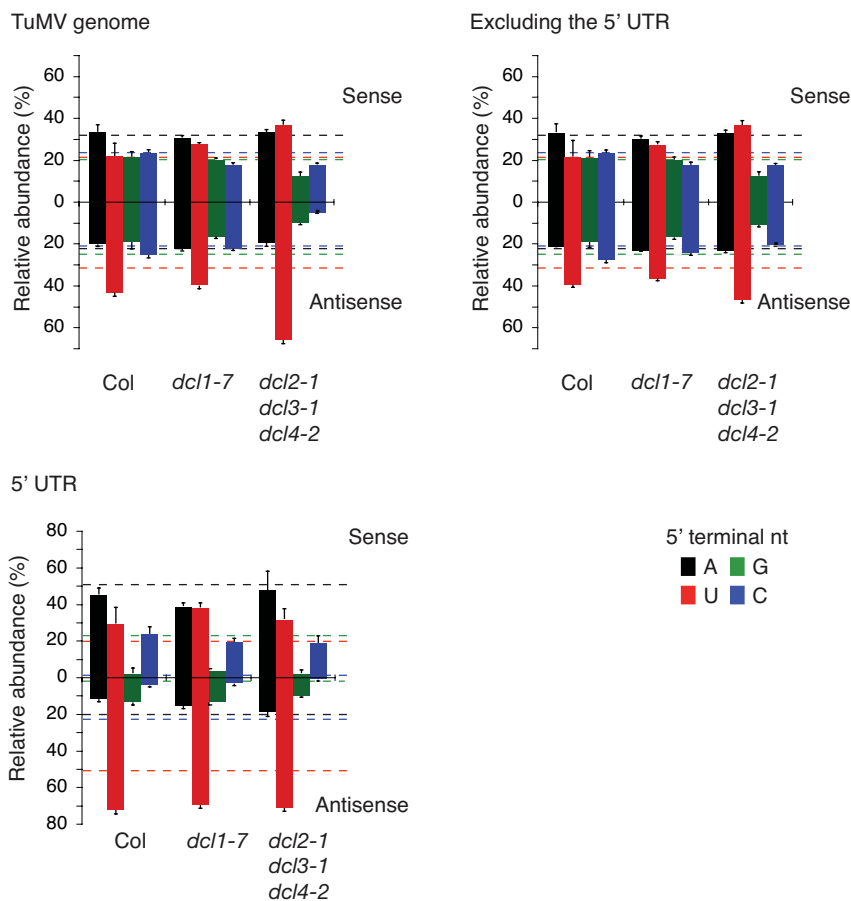 TuMV genome
Relative abundance (%)
60
40
20
0
20
40
60
Sense
Antisense
Col
dcl1-7
dcl2-1
dcl3-1
dcl4-2
Excluding the 5' UTR
Relative abundance (%)
60
40
20
0
20
40
60
Sense
Antisense
Col
dcl1-7
dcl2-1
dcl3-1
dcl4-2
5' UTR
Relative abundance (%)
80
60
40
20
0
20
40
60
80
Sense
Antisense
Col
dcl1-7
dcl2-1
dcl3-1
dcl4-2
5' terminal nt
A G
U C